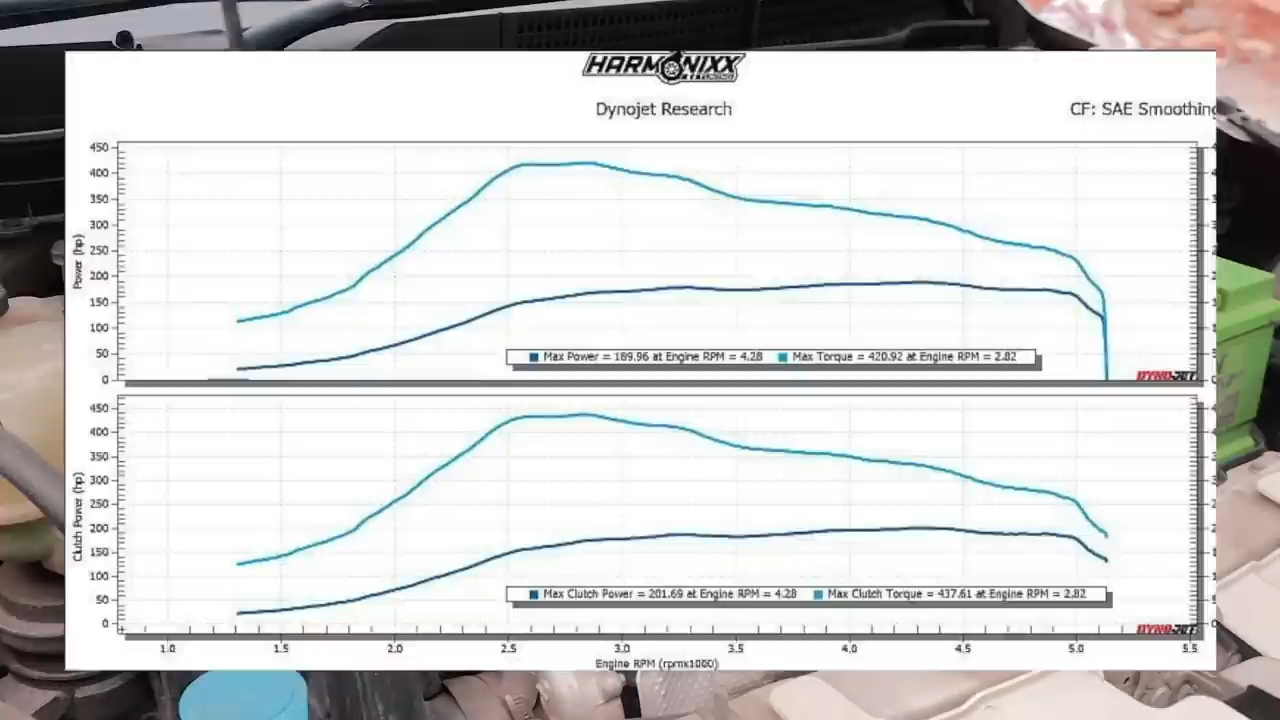 HARMONIXX
Dynojet Research
CF: SAE Smoothing
450
400
350
300
250
200
150
100
50
0
Power (hp)
Max Power = 189.96 at Engine RPM = 4.28 Max Torque = 420.92 at Engine RPM = 2.82
DYNOJET
450
400
350
300
250
200
150
100
50
0
Clutch Power (hp)
Max Clutch Power = 201.69 at Engine RPM = 4.28 Max Clutch Torque = 437.61 at Engine RPM = 2.82
DYNOJET
1.0 1.5 2.0 2.5 3.0 3.5 4.0 4.5 5.0 5.5
Engine RPM (rpmx1000)